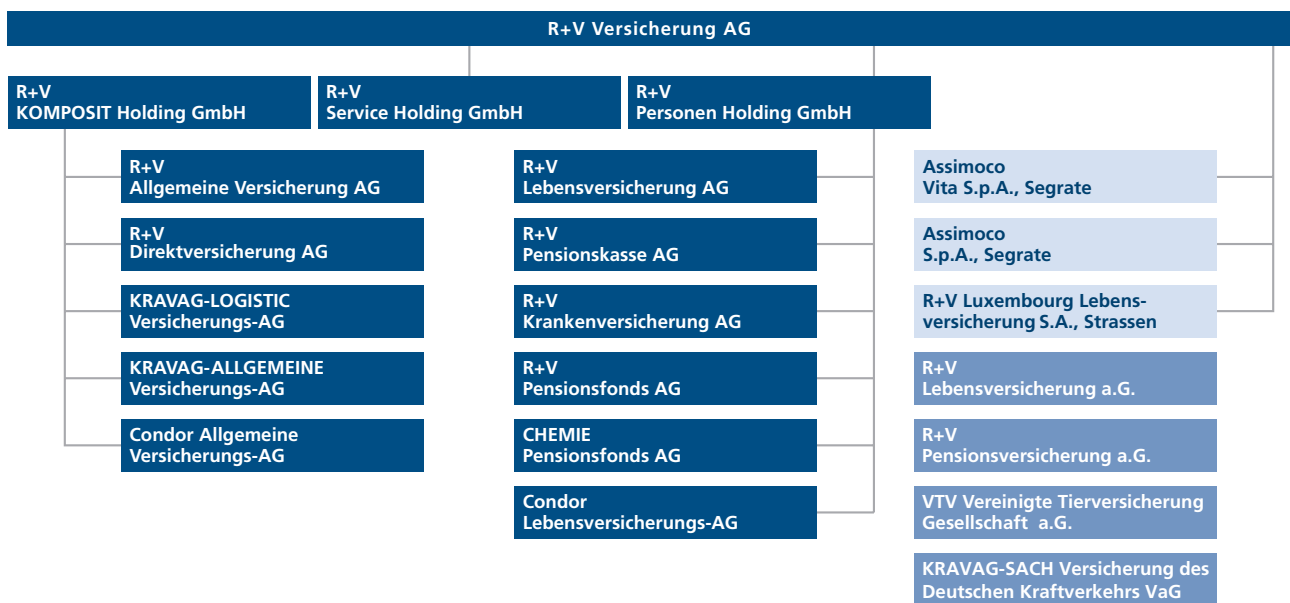 R+V Versicherung AG
R+V
KOMPOSIT Holding GmbH
R+V
Service Holding GmbH
R+V
Personen Holding GmbH
R+V
Allgemeine Versicherung AG
R+V
Direktversicherung AG
KRAVAG-LOGISTIC
Versicherungs-AG
KRAVAG-ALLGEMEINE
Versicherungs-AG
Condor Allgemeine
Versicherungs-AG
R+V
Lebensversicherung AG
R+V
Pensionskasse AG
R+V
Krankenversicherung AG
R+V
Pensionsfonds AG
CHEMIE
Pensionsfonds AG
Condor
Lebensversicherungs-AG
Assimoco
Vita S.p.A., Segrate
Assimoco
S.p.A., Segrate
R+V Luxembourg Lebens-
versicherung S.A., Strassen
R+V
Lebensversicherung a.G.
R+V
Pensionsversicherung a.G.
VTV Vereinigte Tierversicherung
Gesellschaft a.G.
KRAVAG-SACH Versicherung des
Deutschen Kraftverkehrs VaG